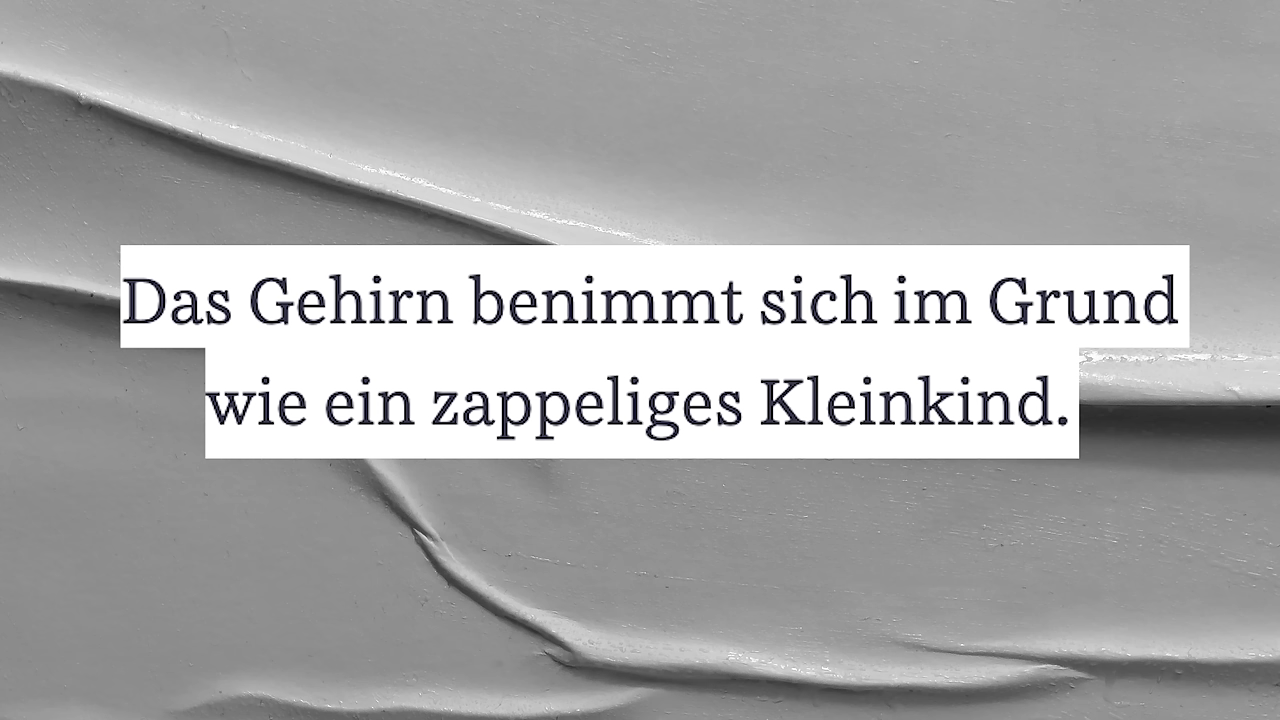 Das Gehirn benimmt sich im Grund
wie ein zappeliges Kleinkind.